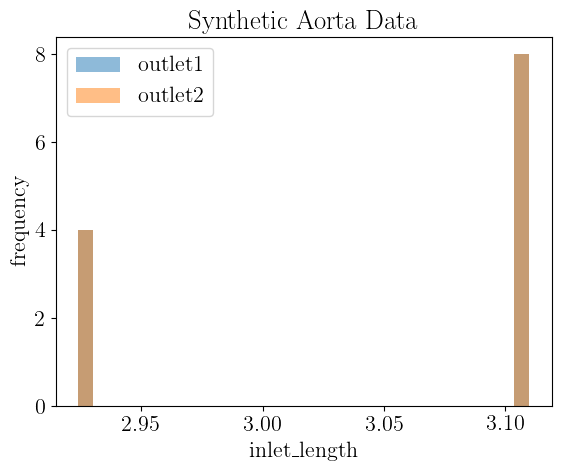 Synthetic Aorta Data
outlet1
outlet2
frequency
8
6
4
2
0
2.95 3.00 3.05 3.10
inlet_length